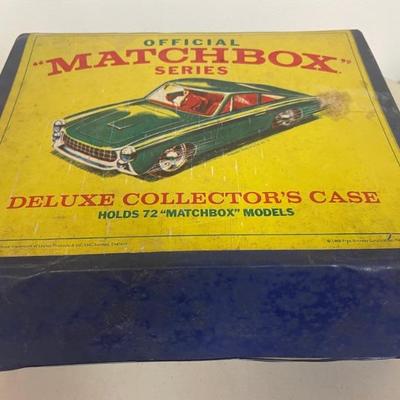 OFFICIAL
"MATCHBOX"
SERIES
DELUXE COLLECTOR'S CASE
HOLDS 72 "MATCHBOX" MODELS